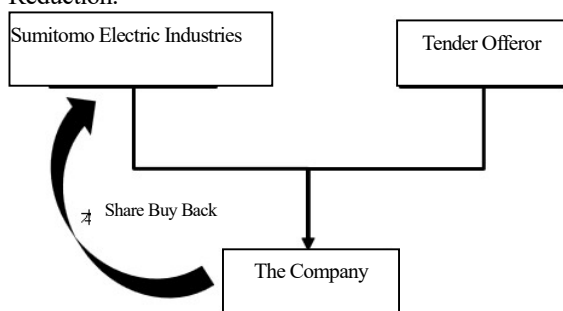 Reduction.
Sumitomo Electric Industries
Tender Offeror
Share Buy Back
The Company